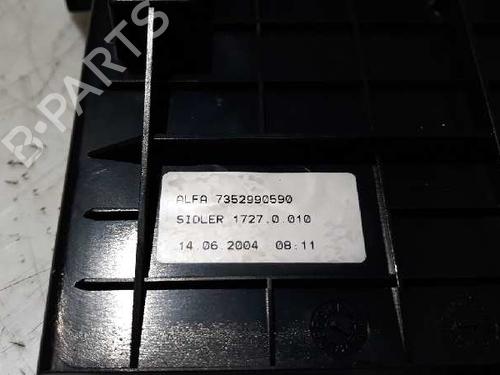 B-PARTS
ALFA 7352990590
SIDLER 1727.0.010
14.06.2004 08:11